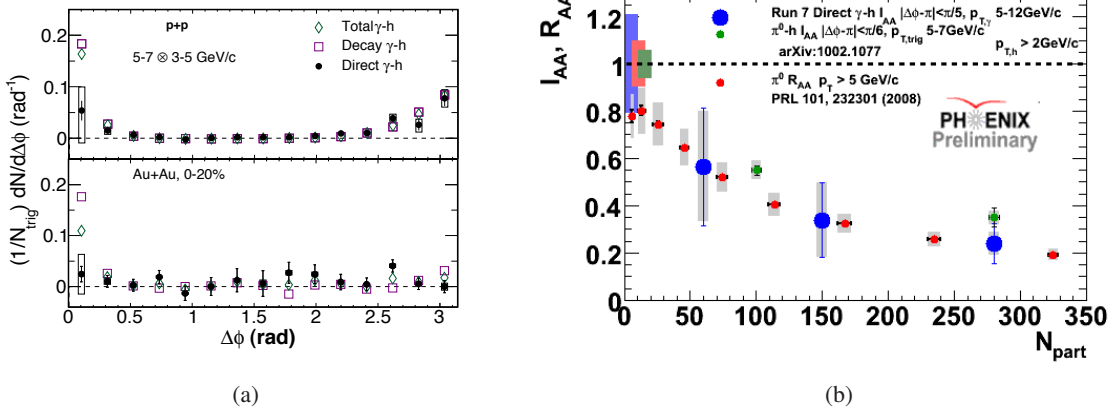 p+p
5-7 ⊗ 3-5 GeV/c
Totalγ-h
Decay γ-h
Direct γ-h
0.2
0.1
0
Au+Au, 0-20%
0.2
0.1
0
(1/N_trig) dN/dΔϕ (rad⁻¹)
0 0.5 1 1.5 2 2.5 3
Δϕ (rad)
(a)
I_AA, R_AA
1.2
1
0.8
0.6
0.4
0.2
0
Run 7 Direct γ-h I_AA |Δϕ-π|<π/5, p_T,γ 5-12GeV/c
π⁰-h I_AA |Δϕ-π|<π/6, p_T,trig 5-7GeV/c
p_T,h > 2GeV/c
arXiv:1002.1077
π⁰ R_AA p_T > 5 GeV/c
PRL 101, 232301 (2008)
PHENIX
Preliminary
0 50 100 150 200 250 300 350
N_part
(b)